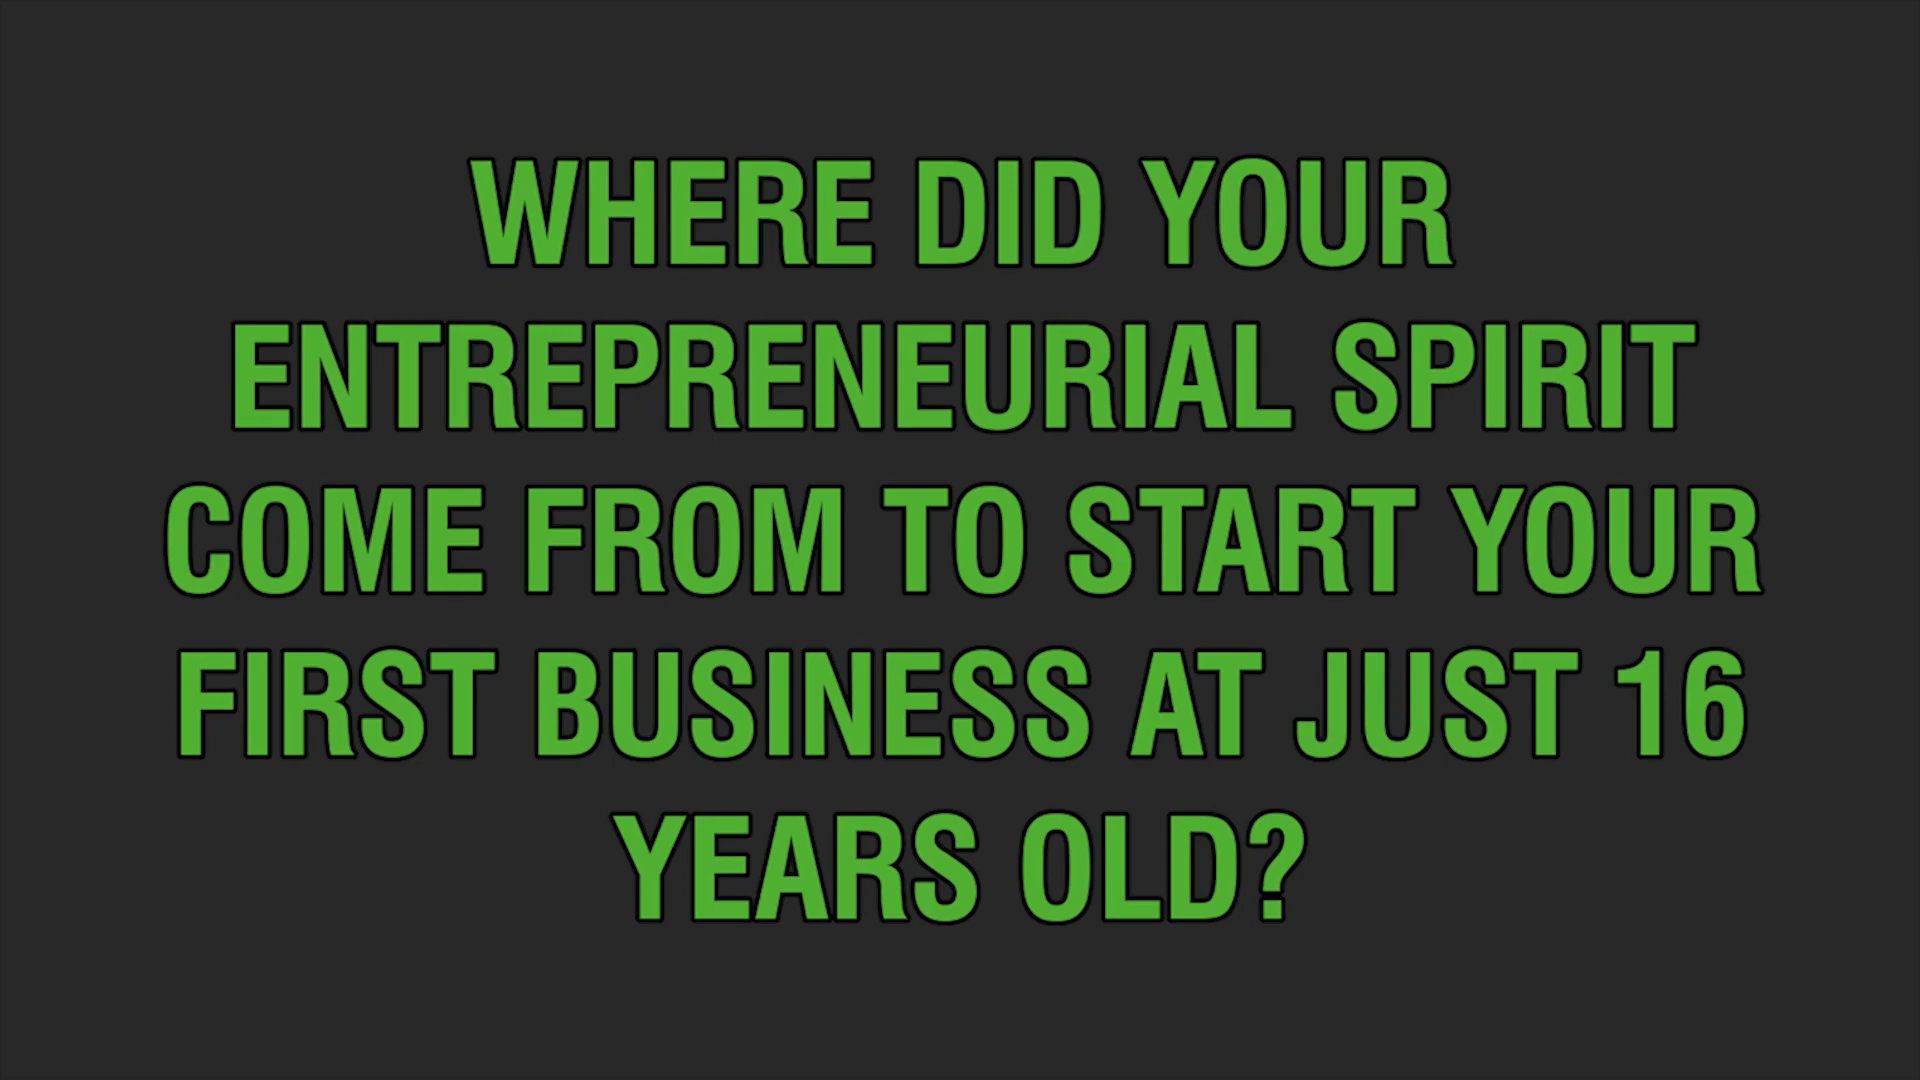 WHERE DID YOUR
ENTREPRENEURIAL SPIRIT
COME FROM TO START YOUR
FIRST BUSINESS AT JUST 16
YEARS OLD?